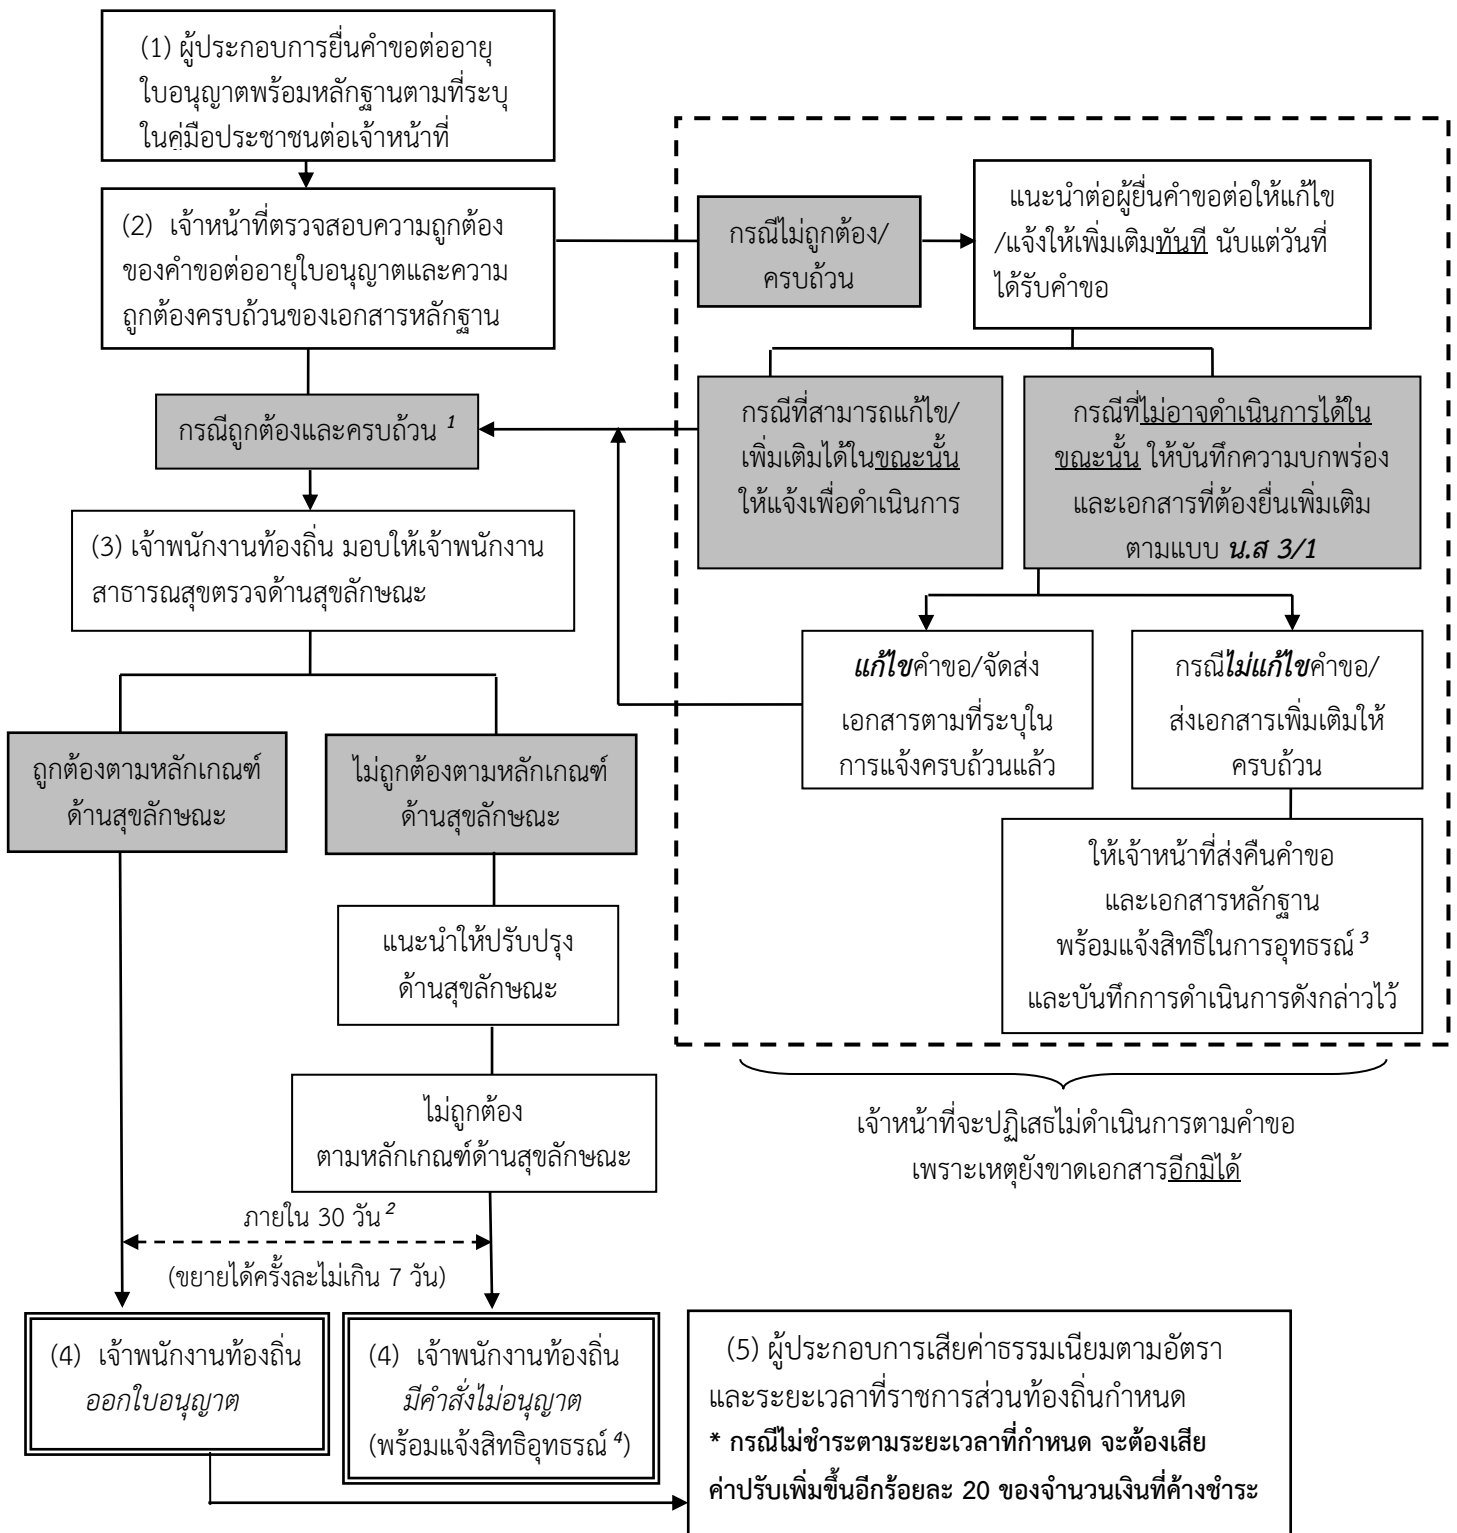 (1) ผู้ประกอบการยื่นคำขอต่ออายุ
ใบอนุญาตพร้อมหลักฐานตามที่ระบุ
ในคู่มือประชาชนต่อเจ้าหน้าที่
(2) เจ้าหน้าที่ตรวจสอบความถูกต้อง
ของคำขอต่ออายุใบอนุญาตและความ
ถูกต้องครบถ้วนของเอกสารหลักฐาน
กรณีไม่ถูกต้อง/
ครบถ้วน
แนะนำต่อผู้ยื่นคำขอต่อให้แก้ไข
/แจ้งให้เพิ่มเติมทันที นับแต่วันที่
ได้รับคำขอ
กรณีถูกต้องและครบถ้วน 1
กรณีที่สามารถแก้ไข/
เพิ่มเติมได้ในขณะนั้น
ให้แจ้งเพื่อดำเนินการ
กรณีที่ไม่อาจดำเนินการได้ใน
ขณะนั้น ให้บันทึกความบกพร่อง
และเอกสารที่ต้องยื่นเพิ่มเติม
ตามแบบ น.ส 3/1
(3) เจ้าพนักงานท้องถิ่น มอบให้เจ้าพนักงาน
สาธารณสุขตรวจด้านสุขลักษณะ
แก้ไขคำขอ/จัดส่ง
เอกสารตามที่ระบุใน
การแจ้งครบถ้วนแล้ว
กรณีไม่แก้ไขคำขอ/
ส่งเอกสารเพิ่มเติมให้
ครบถ้วน
ถูกต้องตามหลักเกณฑ์
ด้านสุขลักษณะ
ไม่ถูกต้องตามหลักเกณฑ์
ด้านสุขลักษณะ
ให้เจ้าหน้าที่ส่งคืนคำขอ
และเอกสารหลักฐาน
พร้อมแจ้งสิทธิในการอุทธรณ์ 3
และบันทึกการดำเนินการดังกล่าวไว้
แนะนำให้ปรับปรุง
ด้านสุขลักษณะ
ไม่ถูกต้อง
ตามหลักเกณฑ์ด้านสุขลักษณะ
เจ้าหน้าที่จะปฏิเสธไม่ดำเนินการตามคำขอ
เพราะเหตุยังขาดเอกสารอีกมิได้
ภายใน 30 วัน 2
(ขยายได้ครั้งละไม่เกิน 7 วัน)
(4) เจ้าพนักงานท้องถิ่น
ออกใบอนุญาต
(4) เจ้าพนักงานท้องถิ่น
มีคำสั่งไม่อนุญาต
(พร้อมแจ้งสิทธิอุทธรณ์ 4)
(5) ผู้ประกอบการเสียค่าธรรมเนียมตามอัตรา
และระยะเวลาที่ราชการส่วนท้องถิ่นกำหนด
* กรณีไม่ชำระตามระยะเวลาที่กำหนด จะต้องเสีย
ค่าปรับเพิ่มขึ้นอีกร้อยละ 20 ของจำนวนเงินที่ค้างชำระ